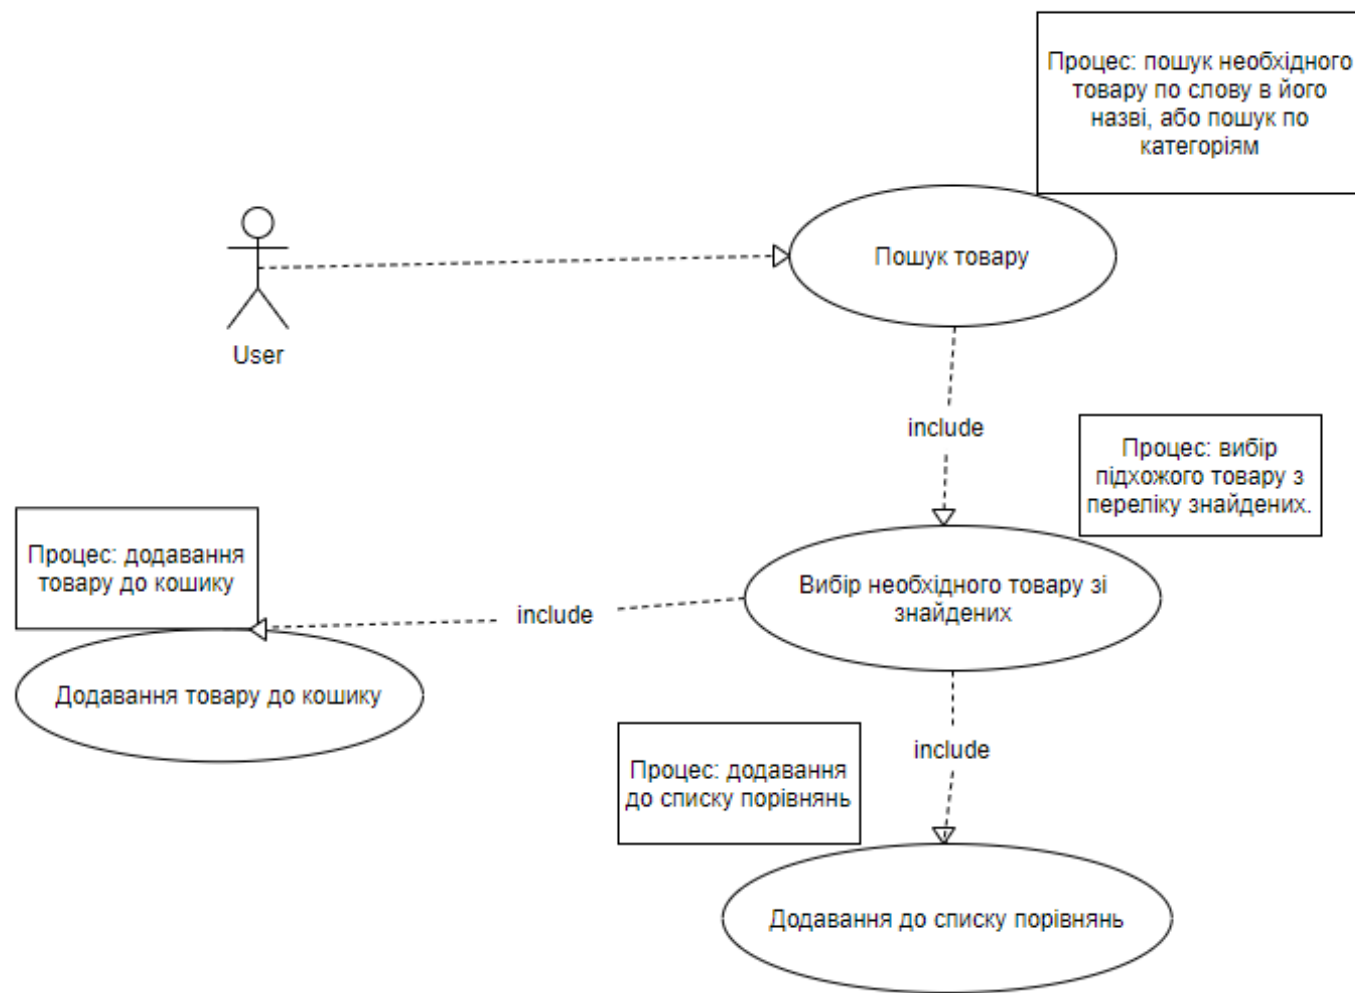 Процес: пошук необхідного
товару по слову в його
назві, або пошук по
категоріям
Пошук товару
User
include
Процес: вибір
підхожого товару з
переліку знайдених.
Процес: додавання
товару до кошику
Вибір необхідного товару зі
знайдених
include
Додавання товару до кошику
include
Процес: додавання
до списку порівнянь
Додавання до списку порівнянь